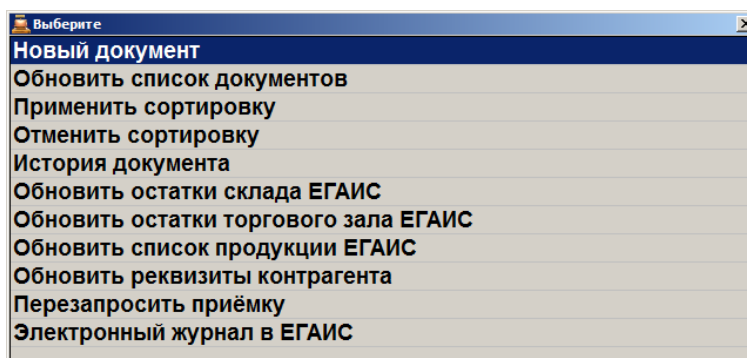 Выберите
Новый документ
Обновить список документов
Применить сортировку
Отменить сортировку
История документа
Обновить остатки склада ЕГАИС
Обновить остатки торгового зала ЕГАИС
Обновить список продукции ЕГАИС
Обновить реквизиты контрагента
Перезапросить приёмку
Электронный журнал в ЕГАИС